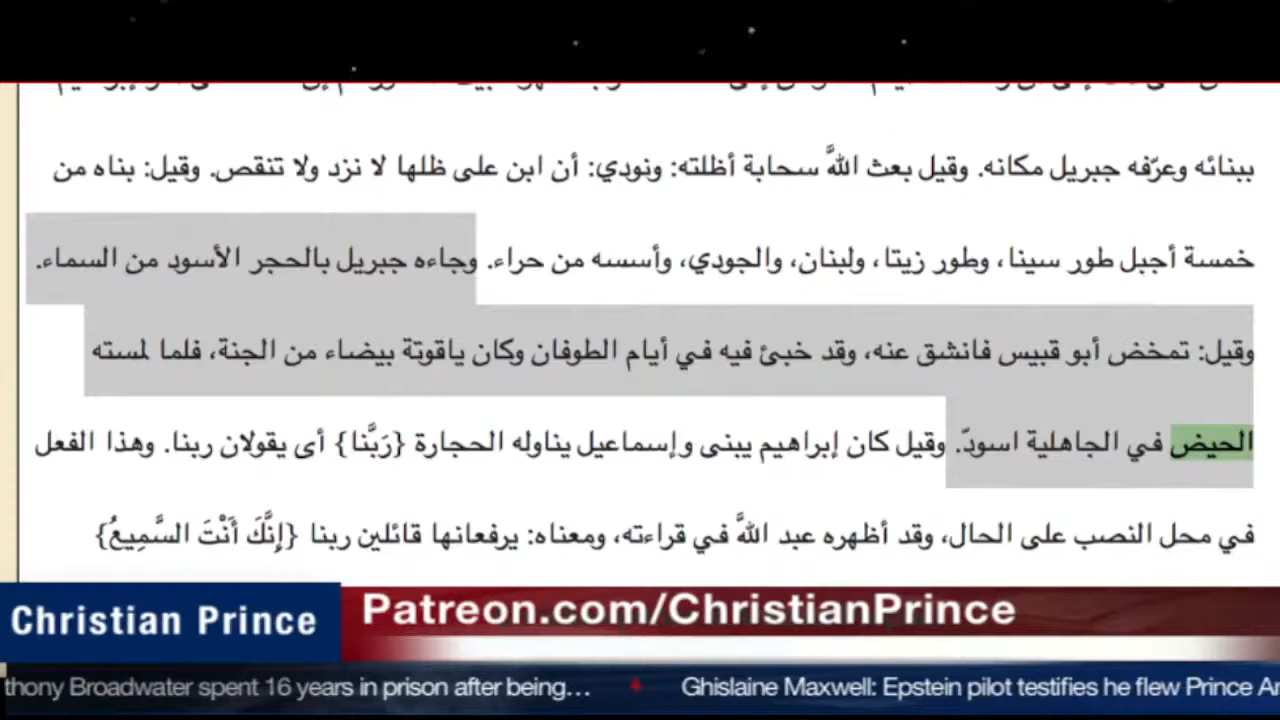 ببنائه وعرّفه جبريل مكانه. وقيل بعث اللهَّ سحابة أظلته: ونودي: أن ابن على ظلها لا نزد ولا تنقص. وقيل: بناه من
خمسة أجبل طور سينا، وطور زيتا، ولبنان، والجودي، وأسسه من حراء. وجاءه جبريل بالحجر الأسود من السماء.
وقيل: تمخض أبو قبيس فانشق عنه، وقد خبئ فيه في أيام الطوفان وكان ياقوتة بيضاء من الجنة، فلما لمسته
الحيض في الجاهلية اسودّ. وقيل كان إبراهيم يبنى وإسماعيل يناوله الحجارة {رَبَّنا} أى يقولان ربنا. وهذا الفعل
في محل النصب على الحال، وقد أظهره عبد اللهَّ في قراءته، ومعناه: يرفعانها قائلين ربنا {إِنَّكَ أَنْتَ السَّمِيعُ}
Christian Prince
Patreon.com/ChristianPrince
thony Broadwater spent 16 years in prison after being... Ghislaine Maxwell: Epstein pilot testifies he flew Prince